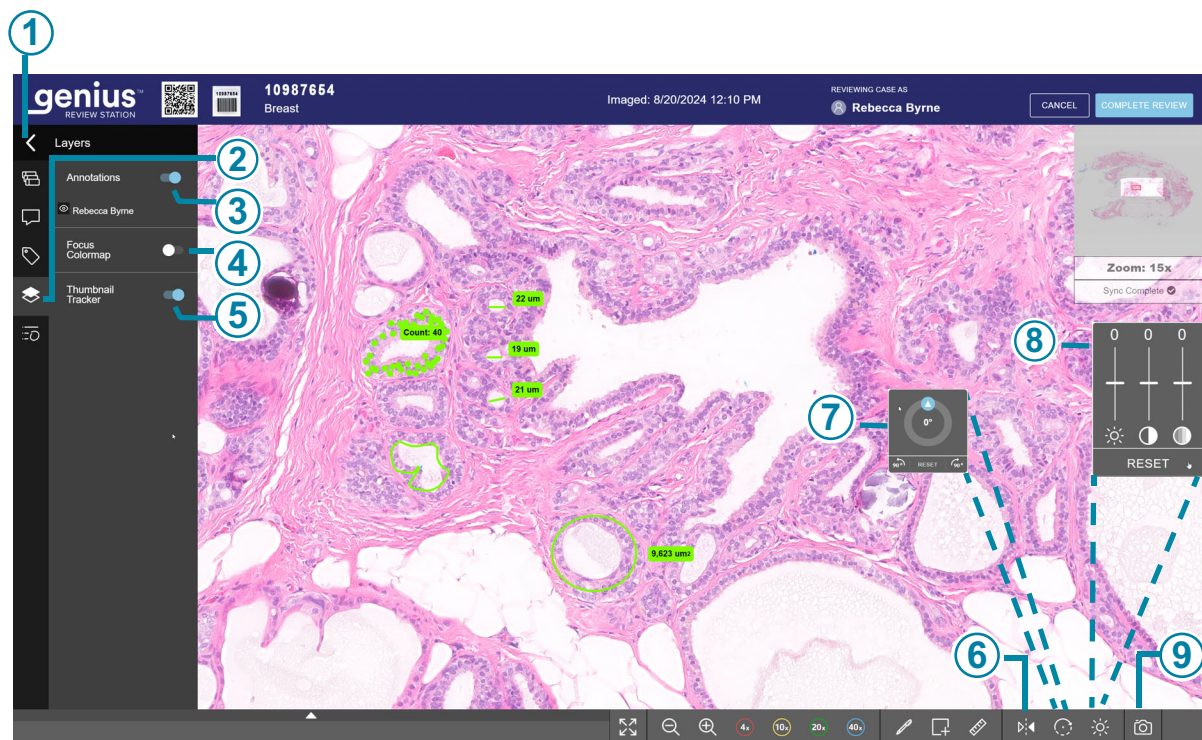 1
genius™
REVIEW STATION
10987654
10987654
Breast
Imaged: 8/20/2024 12:10 PM
REVIEWING CASE AS
Rebecca Byrne
CANCEL
COMPLETE REVIEW
Layers
2
Annotations
3
Rebecca Byrne
Focus
Colormap
4
Thumbnail
Tracker
5
Zoom: 15x
Sync Complete
22 um
Count: 40
19 um
21 um
8
0 0 0
RESET
7
0°
90° RESET 90°
9,623 um²
6
9
4x 10x 20x 40x